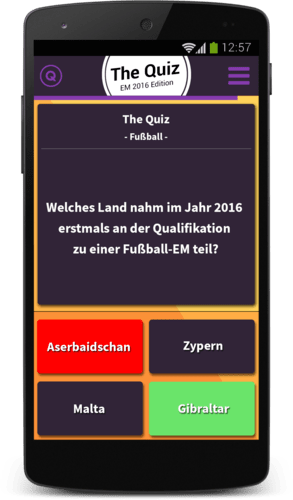 12:57
Q
The Quiz
EM 2016 Edition
The Quiz
- Fußball -
Welches Land nahm im Jahr 2016
erstmals an der Qualifikation
zu einer Fußball-EM teil?
Aserbaidschan
Zypern
Malta
Gibraltar